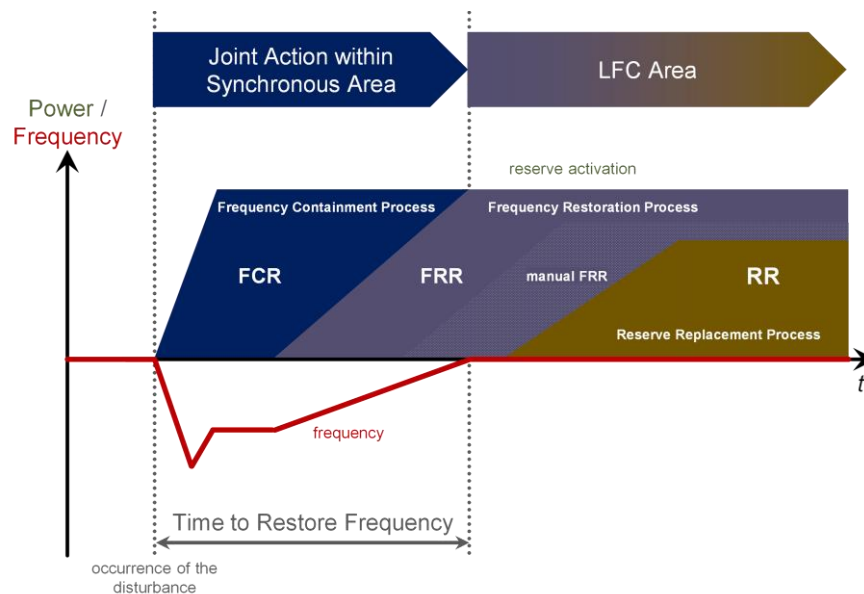 Joint Action within
Synchronous Area
LFC Area
Power /
Frequency
reserve activation
Frequency Containment Process
Frequency Restoration Process
FCR
FRR
manual FRR
RR
Reserve Replacement Process
t
frequency
Time to Restore Frequency
occurrence of the
disturbance